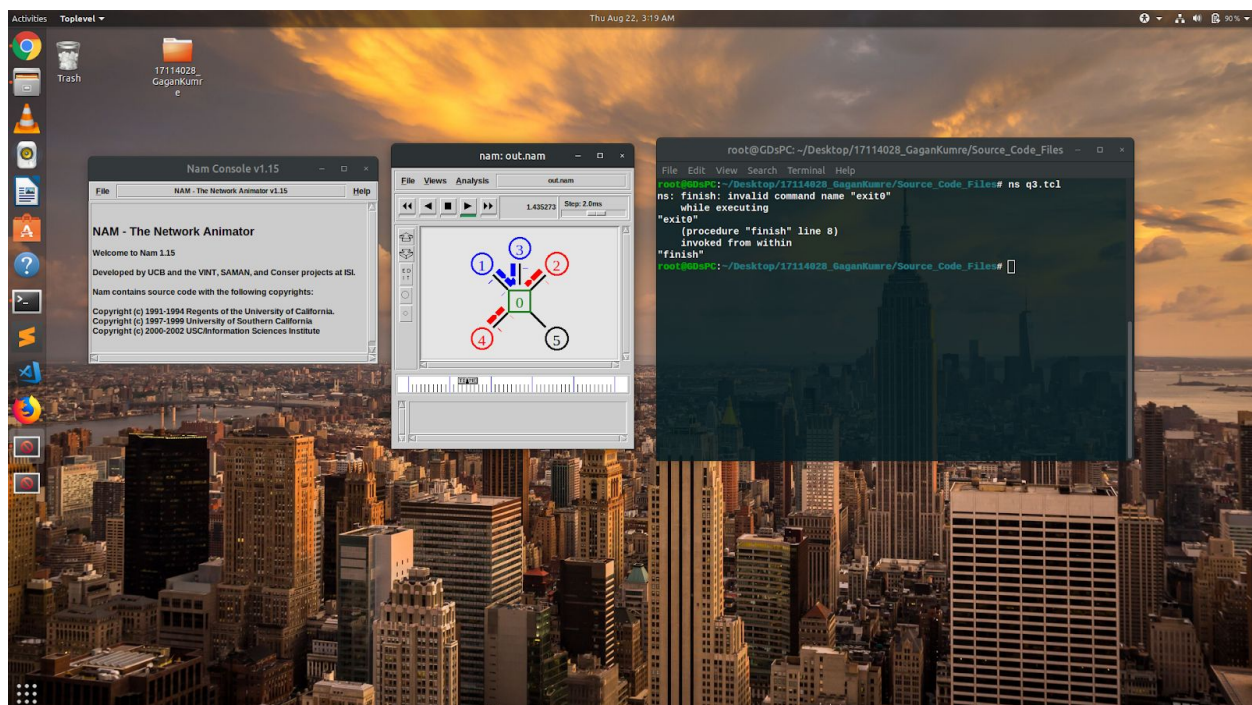 Activities Toplevel
Thu Aug 22, 3:19 AM
90%
Trash
17114028_
GaganKumr
e
Nam Console v1.15
File NAM - The Network Animator v1.15 Help
NAM - The Network Animator
Welcome to Nam 1.15
Developed by UCB and the VINT, SAMAN, and Conser projects at ISI.
Nam contains source code with the following copyrights:
Copyright (c) 1991-1994 Regents of the University of California.
Copyright (c) 1997-1999 University of Southern California
Copyright (c) 2000-2002 USC/Information Sciences Institute
nam: out.nam
File Views Analysis out.nam
1.435273 Step: 2.0ms
3
1
2
0
4
5
root@GDsPC: ~/Desktop/17114028_GaganKumre/Source_Code_Files
File Edit View Search Terminal Help
root@GDsPC:~/Desktop/17114028_GaganKumre/Source_Code_Files# ns q3.tcl
ns: finish: invalid command name "exit0"
while executing
"exit0"
(procedure "finish" line 8)
invoked from within
"finish"
root@GDsPC:~/Desktop/17114028_GaganKumre/Source_Code_Files#